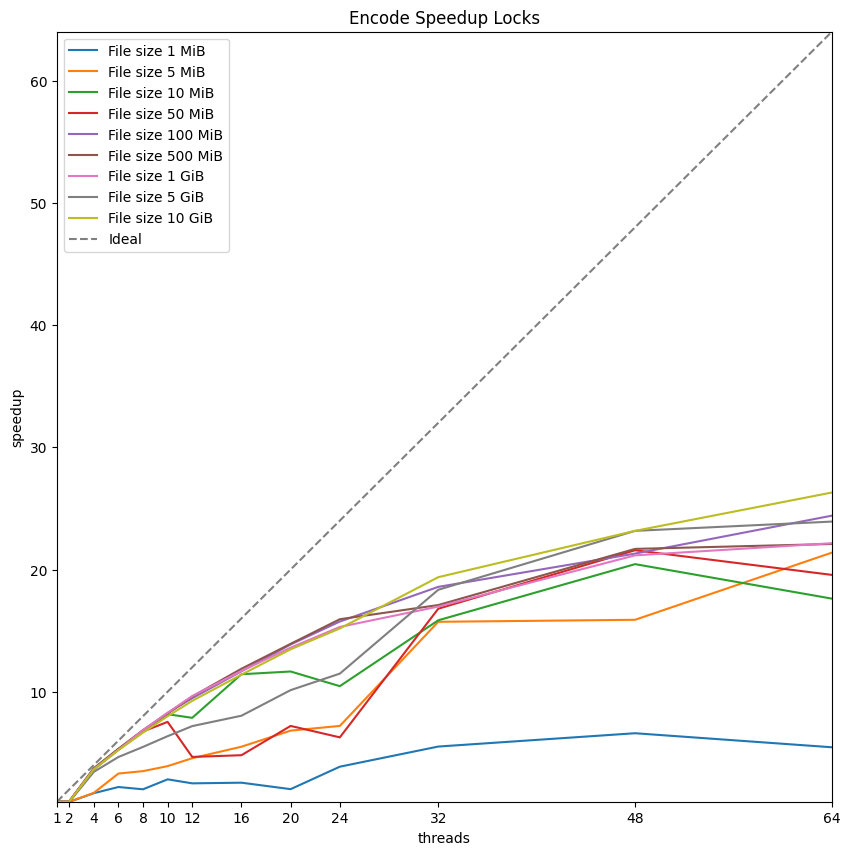 Encode Speedup Locks
File size 1 MiB
File size 5 MiB
File size 10 MiB
File size 50 MiB
File size 100 MiB
File size 500 MiB
File size 1 GiB
File size 5 GiB
File size 10 GiB
Ideal
60
50
40
30
20
10
speedup
1 2 4 6 8 10 12 16 20 24 32 48 64
threads